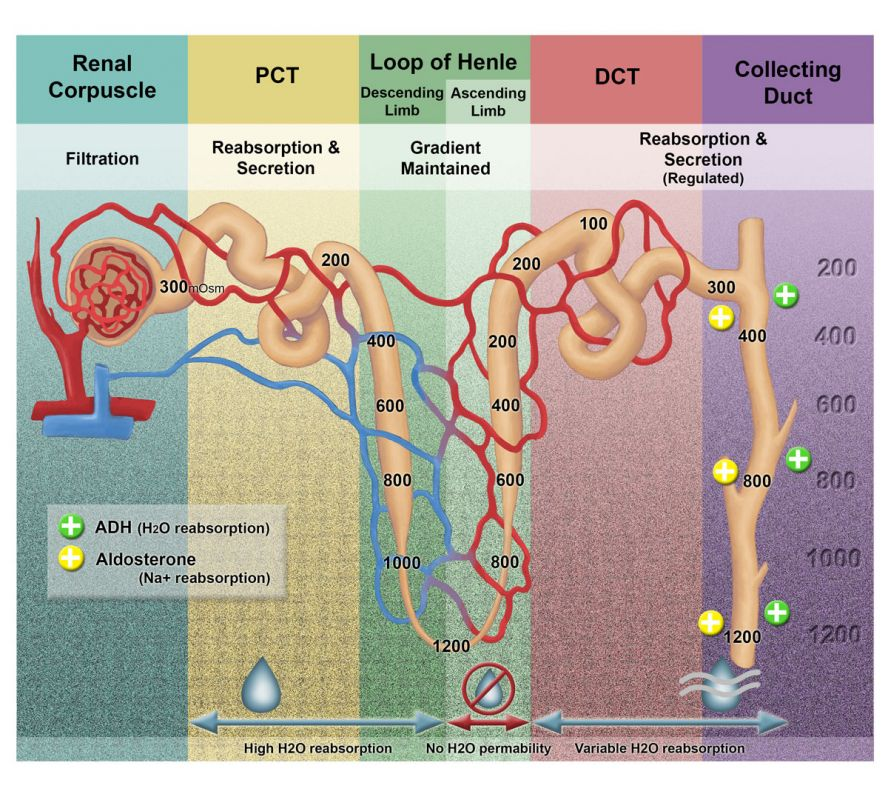 Renal
Corpuscle
PCT
Loop of Henle
Descending
Limb
Ascending
Limb
DCT
Collecting
Duct
Filtration
Reabsorption &
Secretion
Gradient
Maintained
Reabsorption &
Secretion
(Regulated)
300mOsm
200
400
600
800
1000
1200
800
600
400
200
200
100
300
400
800
1200
200
400
600
800
1000
1200
ADH (H2O reabsorption)
Aldosterone
(Na+ reabsorption)
High H2O reabsorption
No H2O permability
Variable H2O reabsorption